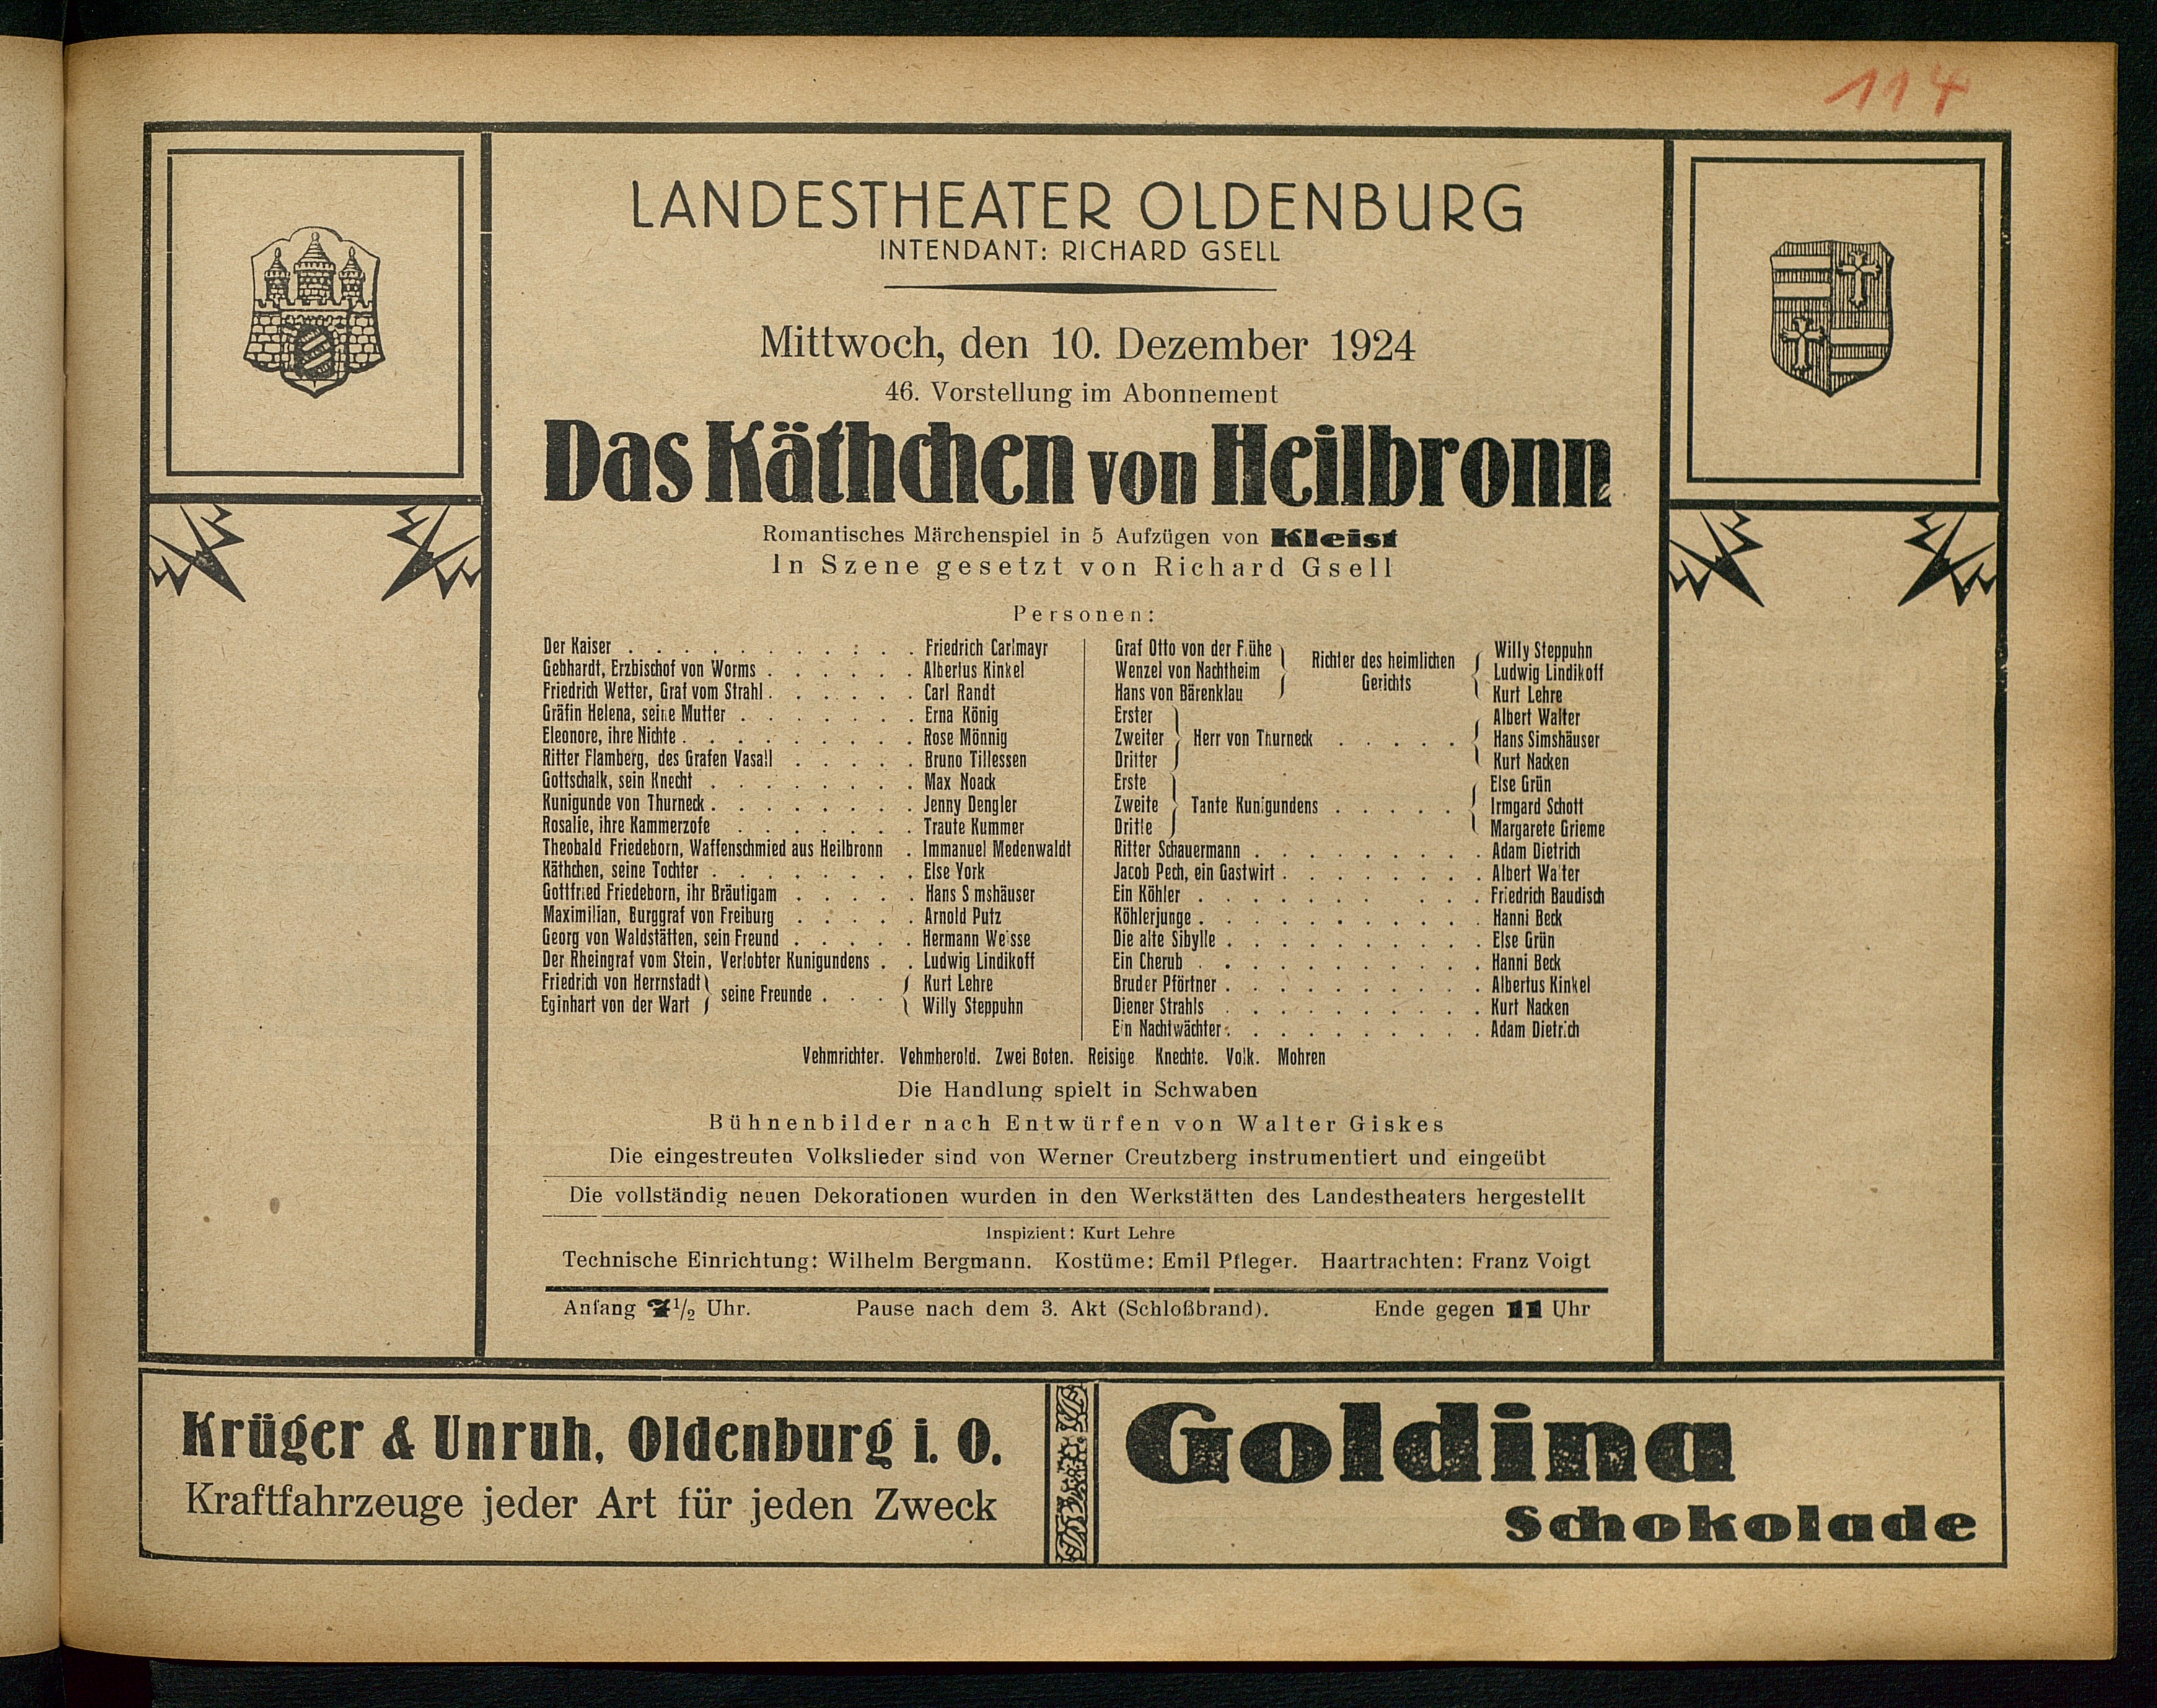 114
LANDESTHEATER OLDENBURG
INTENDANT: RICHARD GSELL
Mittwoch, den 10. Dezember 1924
46. Vorstellung im Abonnement
Das Käthchen von Heilbronn
Romantisches Märchenspiel in 5 Aufzügen von Kleist
In Szene gesetzt von Richard Gsell
Personen:
Der Kaiser . . . . . . . . . . . Friedrich Carlmayr
Gebhardt, Erzbischof von Worms . . . . . . Albertus Kinkel
Friedrich Wetter, Graf vom Strahl . . . . . . Carl Randt
Gräfin Helena, seine Mutter . . . . . . . Erna König
Eleonore, ihre Nichte . . . . . . . . . Rose Mönnig
Ritter Flamberg, des Grafen Vasall . . . . . Bruno Tillessen
Gottschalk, sein Knecht . . . . . . . . Max Noack
Kunigunde von Thurneck . . . . . . . . Jenny Dengler
Rosalie, ihre Kammerzofe . . . . . . . Traute Kummer
Theobald Friedeborn, Waffenschmied aus Heilbronn . Immanuel Medenwaldt
Käthchen, seine Tochter . . . . . . . . Else York
Gottfried Friedeborn, ihr Bräutigam . . . . . Hans Simshäuser
Maximilian, Burggraf von Freiburg . . . . . Arnold Putz
Georg von Waldstätten, sein Freund . . . . . Hermann Weisse
Der Rheingraf vom Stein, Verlobter Kunigundens . . Ludwig Lindikoff
Friedrich von Herrnstadt } seine Freunde . . . { Kurt Lehre
Eginhart von der Wart } { Willy Steppuhn
Graf Otto von der Flühe } Richter des heimlichen { Willy Steppuhn
Wenzel von Nachtheim } Gerichts { Ludwig Lindikoff
Hans von Bärenklau } { Kurt Lehre
Erster } { Albert Walter
Zweiter } Herr von Thurneck . . . . . { Hans Simshäuser
Dritter } { Kurt Nacken
Erste } { Else Grün
Zweite } Tante Kunigundens . . . . . { Irmgard Schott
Dritte } { Margarete Grieme
Ritter Schauermann . . . . . . . . . Adam Dietrich
Jacob Pech, ein Gastwirt . . . . . . . . Albert Walter
Ein Köhler . . . . . . . . . . . Friedrich Baudisch
Köhlerjunge . . . . . . . . . . . Hanni Beck
Die alte Sibylle . . . . . . . . . . Else Grün
Ein Cherub . . . . . . . . . . . Hanni Beck
Bruder Pförtner . . . . . . . . . . Albertus Kinkel
Diener Strahls . . . . . . . . . . Kurt Nacken
Ein Nachtwächter . . . . . . . . . . Adam Dietrich
Vehmrichter. Vehmherold. Zwei Boten. Reisige Knechte. Volk. Mohren
Die Handlung spielt in Schwaben
Bühnenbilder nach Entwürfen von Walter Giskes
Die eingestreuten Volkslieder sind von Werner Creutzberg instrumentiert und eingeübt
Die vollständig neuen Dekorationen wurden in den Werkstätten des Landestheaters hergestellt
Inspizient: Kurt Lehre
Technische Einrichtung: Wilhelm Bergmann. Kostüme: Emil Pfleger. Haartrachten: Franz Voigt
Anfang 7 1/2 Uhr. Pause nach dem 3. Akt (Schloßbrand). Ende gegen 11 Uhr
Krüger & Unruh, Oldenburg i. O.
Kraftfahrzeuge jeder Art für jeden Zweck
Goldina
Schokolade